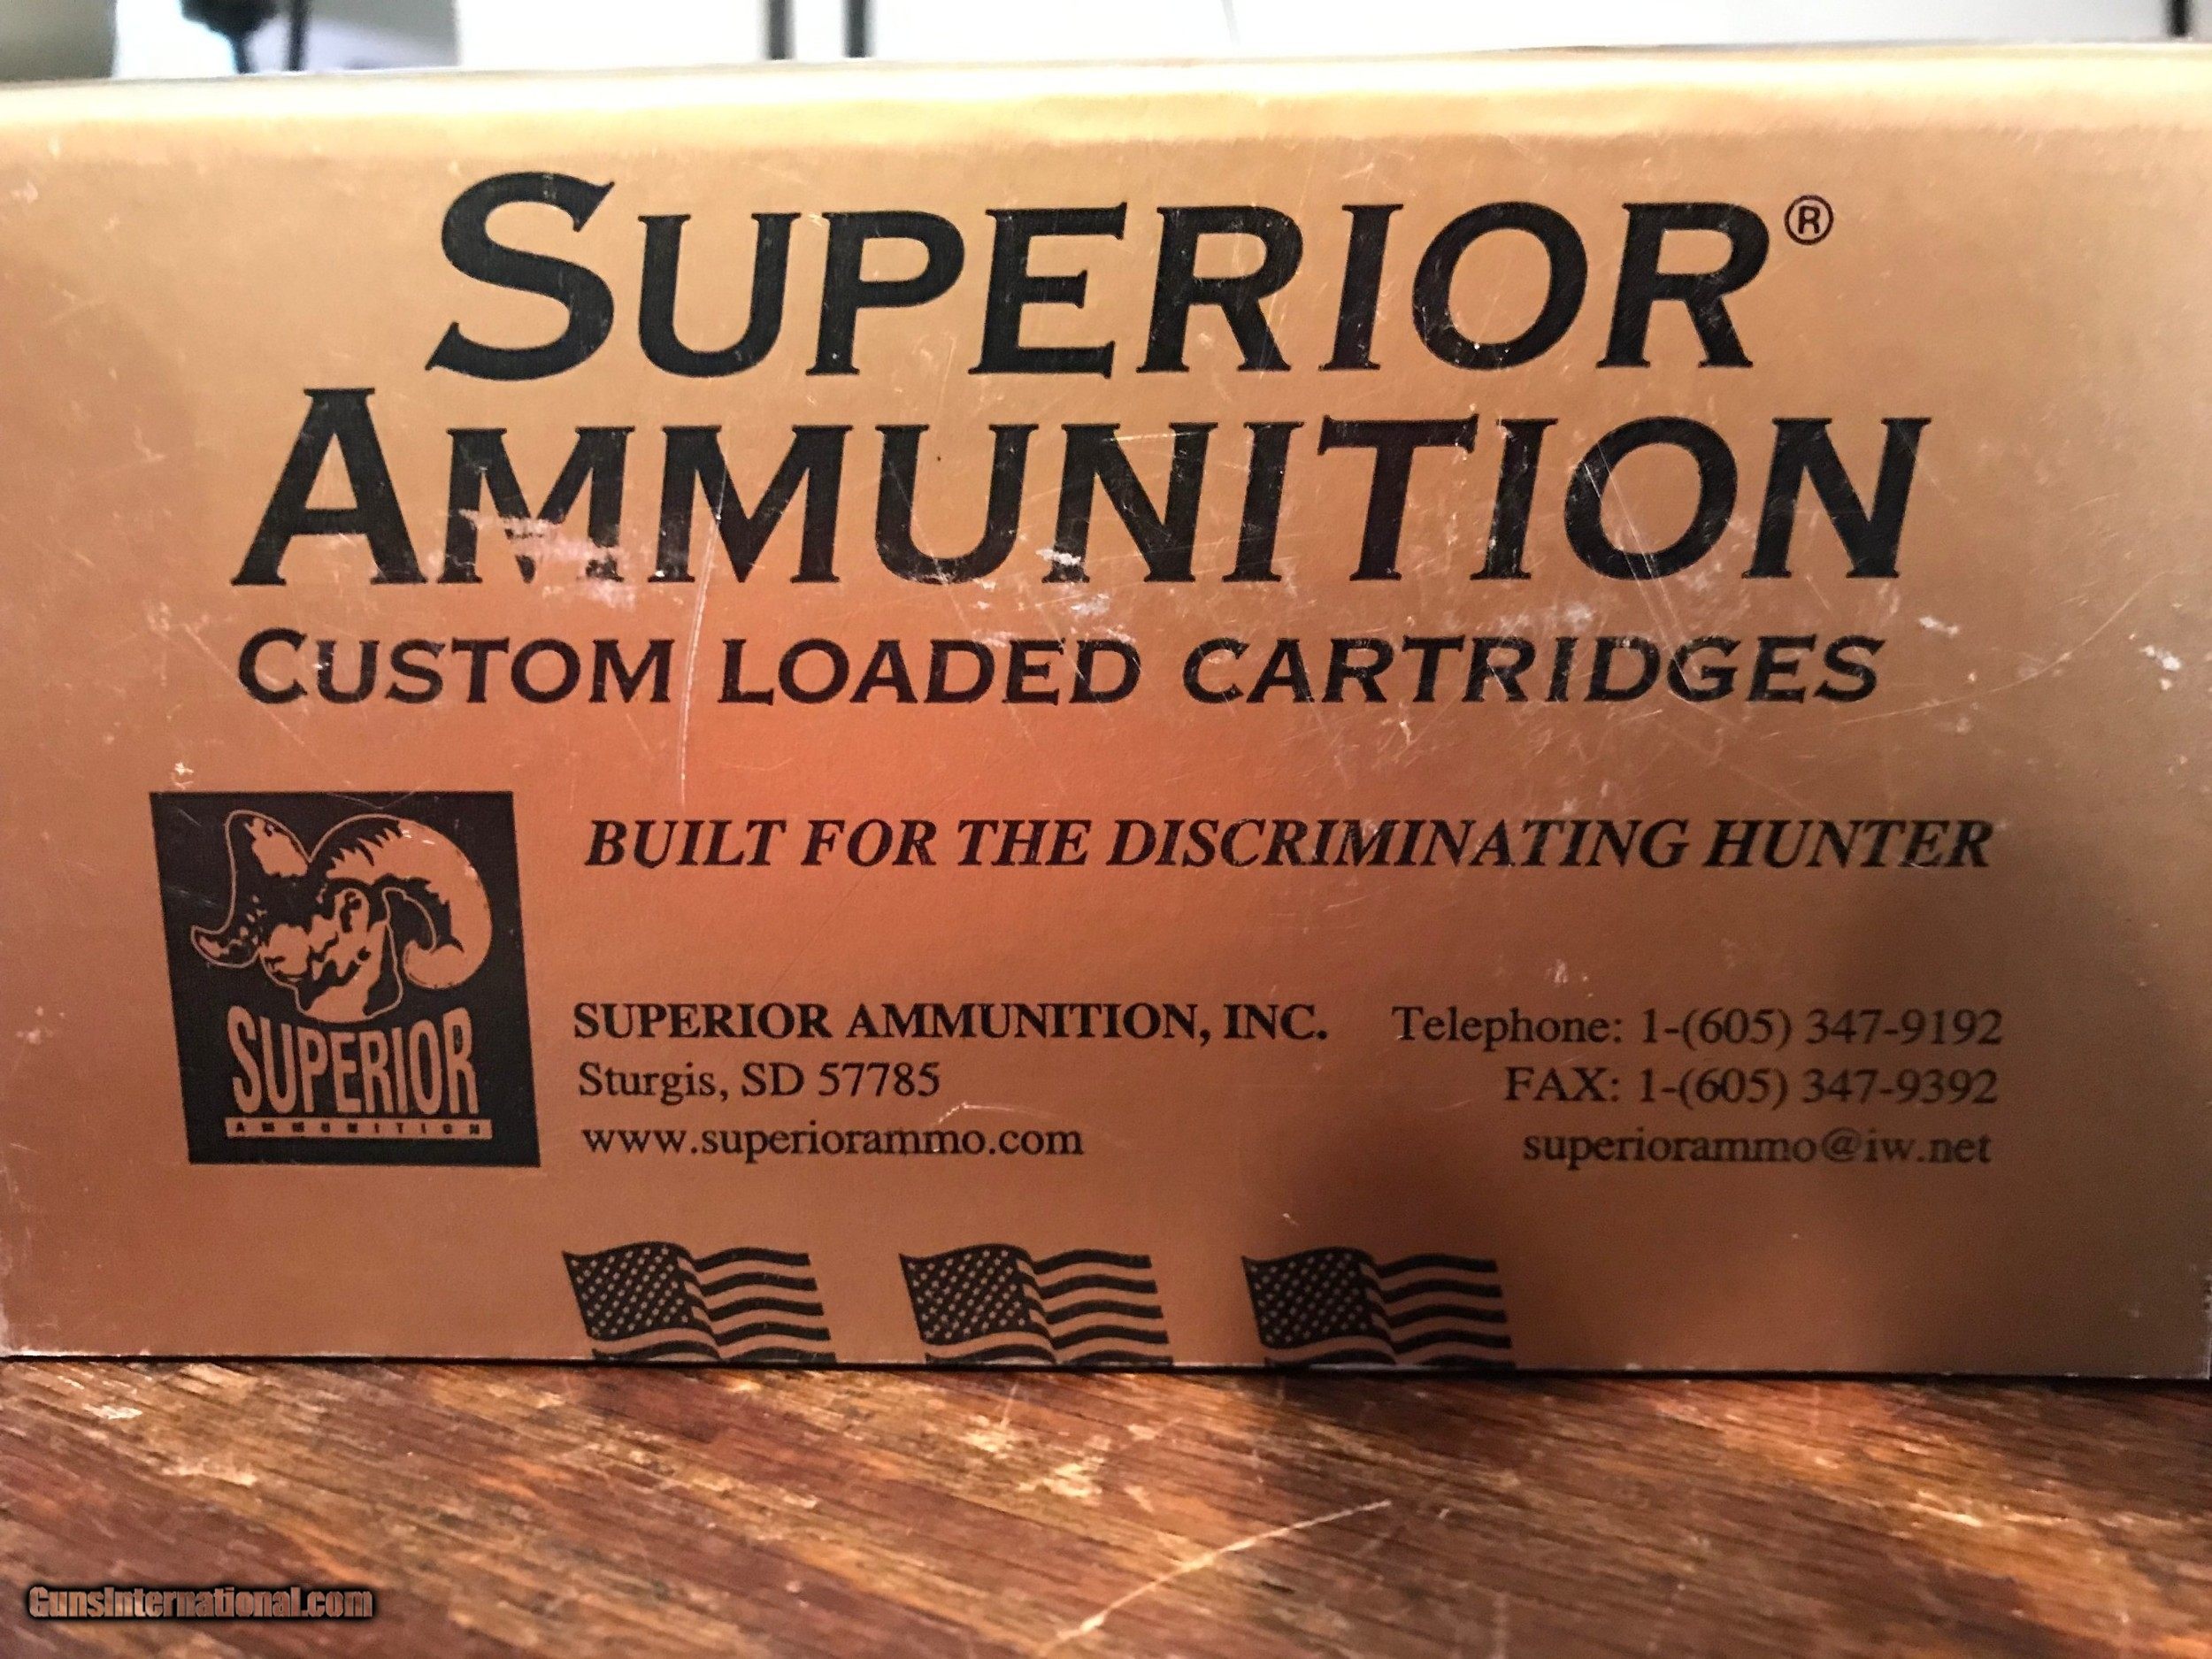 SUPERIOR®
AMMUNITION
CUSTOM LOADED CARTRIDGES
BUILT FOR THE DISCRIMINATING HUNTER
SUPERIOR
AMMUNITION
SUPERIOR AMMUNITION, INC.
Sturgis, SD 57785
www.superiorammo.com
Telephone: 1-(605) 347-9192
FAX: 1-(605) 347-9392
superiorammo@iw.net
GunsInternational.com